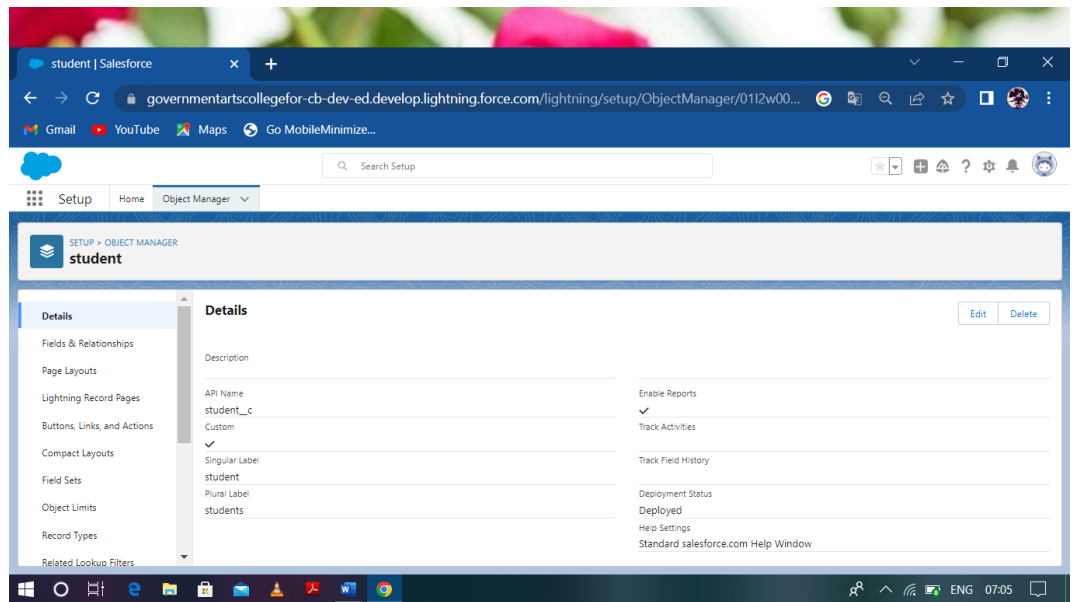 student | Salesforce
governmentartscollegefor-cb-dev-ed.develop.lightning.force.com/lightning/setup/ObjectManager/01I2w00...
Gmail YouTube Maps Go MobileMinimize...
Search Setup
Setup Home Object Manager
SETUP > OBJECT MANAGER
student
Details
Fields & Relationships
Page Layouts
Lightning Record Pages
Buttons, Links, and Actions
Compact Layouts
Field Sets
Object Limits
Record Types
Related Lookup Filters
Details
Edit Delete
Description
API Name
student__c
Custom
Singular Label
student
Plural Label
students
Enable Reports
Track Activities
Track Field History
Deployment Status
Deployed
Help Settings
Standard salesforce.com Help Window
ENG 07:05